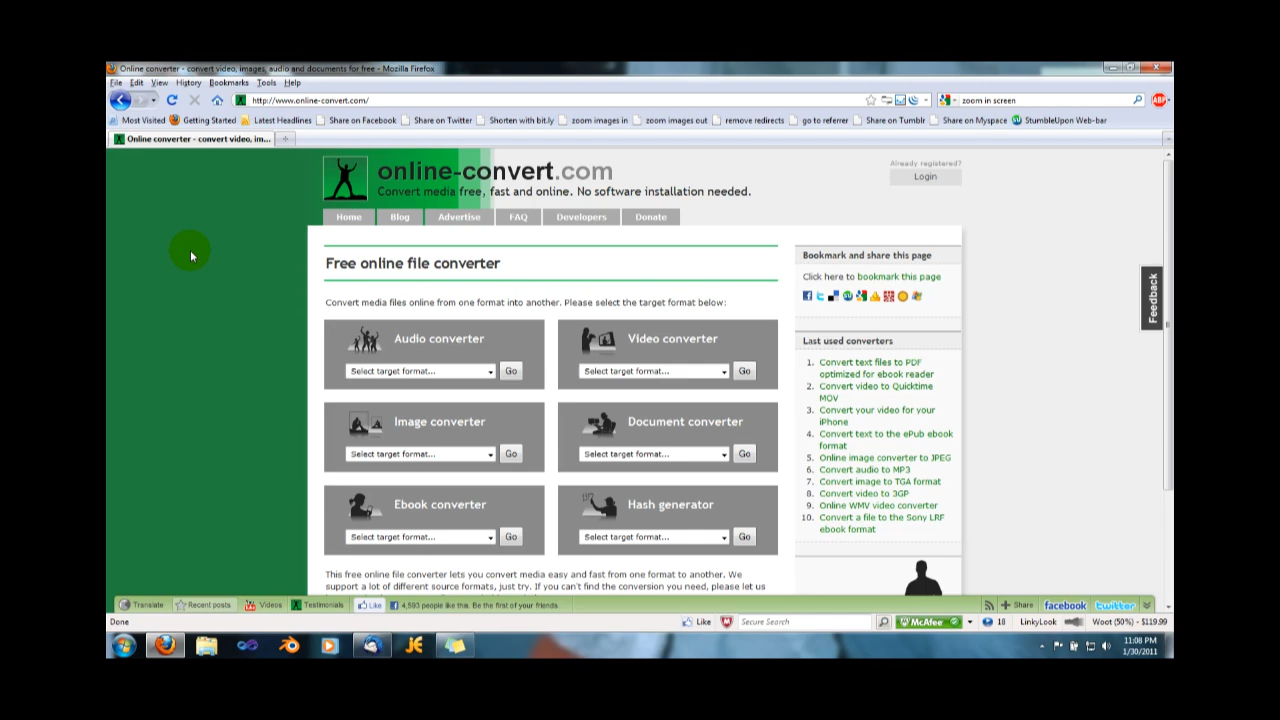 Online converter - convert video, images, audio and documents for free - Mozilla Firefox
File Edit View History Bookmarks Tools Help
http://www.online-convert.com/
zoom in screen
ABP
Most Visited Getting Started Latest Headlines Share on Facebook Share on Twitter Shorten with bit.ly zoom images in zoom images out remove redirects go to referrer Share on Tumblr Share on Myspace StumbleUpon Web-bar
Online converter - convert video, im...
online-convert.com
Convert media free, fast and online. No software installation needed.
Already registered?
Login
Home Blog Advertise FAQ Developers Donate
Free online file converter
Convert media files online from one format into another. Please select the target format below:
Audio converter
Select target format... Go
Video converter
Select target format... Go
Image converter
Select target format... Go
Document converter
Select target format... Go
Ebook converter
Select target format... Go
Hash generator
Select target format... Go
This free online file converter lets you convert media easy and fast from one format to another. We
support a lot of different source formats, just try. If you can't find the conversion you need, please let us
Bookmark and share this page
Click here to bookmark this page
Last used converters
1. Convert text files to PDF
optimized for ebook reader
2. Convert video to Quicktime
MOV
3. Convert your video for your
iPhone
4. Convert text to the ePub ebook
format
5. Online image converter to JPEG
6. Convert audio to MP3
7. Convert image to TGA format
8. Convert video to 3GP
9. Online WMV video converter
10. Convert a file to the Sony LRF
ebook format
Feedback
Translate Recent posts Videos Testimonials Like 4,593 people like this. Be the first of your friends. Share facebook twitter
Done Like Secure Search McAfee 18 LinkyLook Woot (50%) - $119.99
11:08 PM
1/30/2011